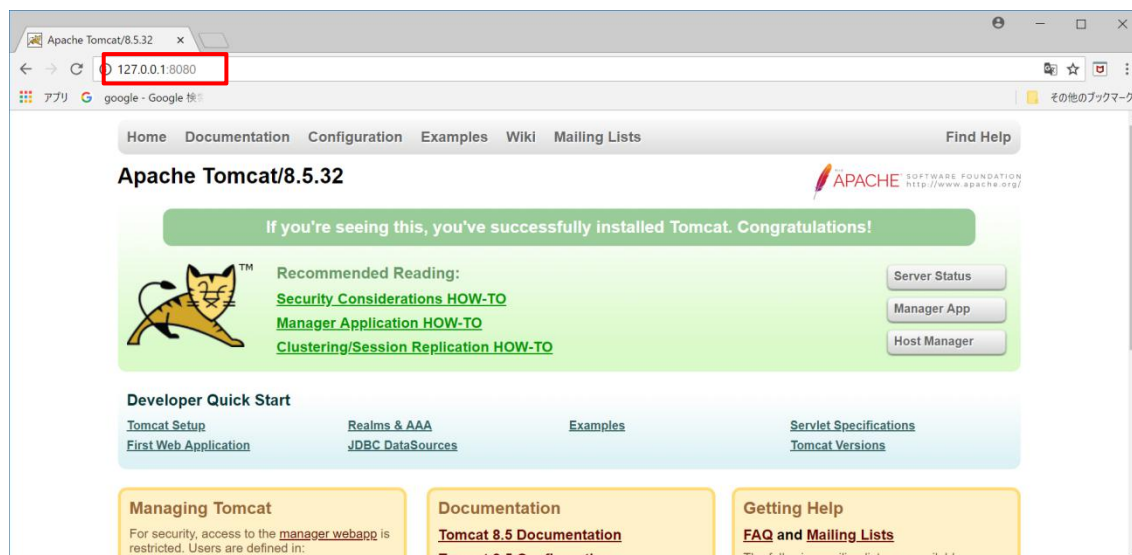 Apache Tomcat/8.5.32
127.0.0.1:8080
アプリ
google - Google 検
その他のブックマーク
Home Documentation Configuration Examples Wiki Mailing Lists Find Help
Apache Tomcat/8.5.32
THE APACHE SOFTWARE FOUNDATION
http://www.apache.org/
If you're seeing this, you've successfully installed Tomcat. Congratulations!
TM
Recommended Reading:
Security Considerations HOW-TO
Manager Application HOW-TO
Clustering/Session Replication HOW-TO
Server Status
Manager App
Host Manager
Developer Quick Start
Tomcat Setup
First Web Application
Realms & AAA
JDBC DataSources
Examples
Servlet Specifications
Tomcat Versions
Managing Tomcat
For security, access to the manager webapp is
restricted. Users are defined in:
Documentation
Tomcat 8.5 Documentation
Tomcat 8.5 Configuration
Getting Help
FAQ and Mailing Lists